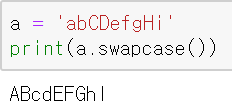 a = 'abCDefgHi'
print(a.swapcase())
ABcdEFGhI